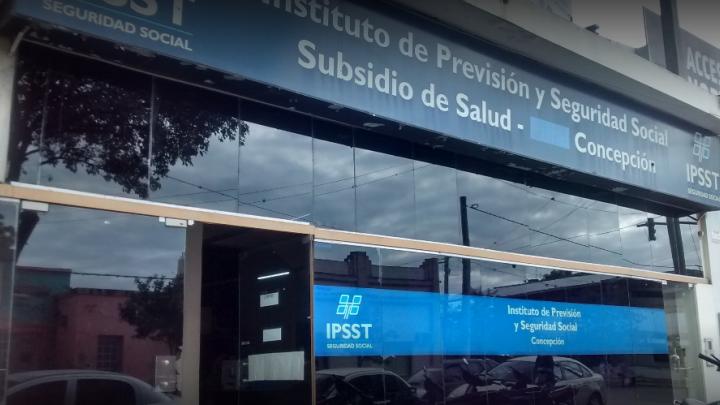 IPSST
SEGURIDAD SOCIAL
Instituto de Previsión y Seguridad Social
Subsidio de Salud - Concepción
IPSST
SEGURIDAD SOCIAL
IPSST
SEGURIDAD SOCIAL
Instituto de Previsión
y Seguridad Social
Concepción